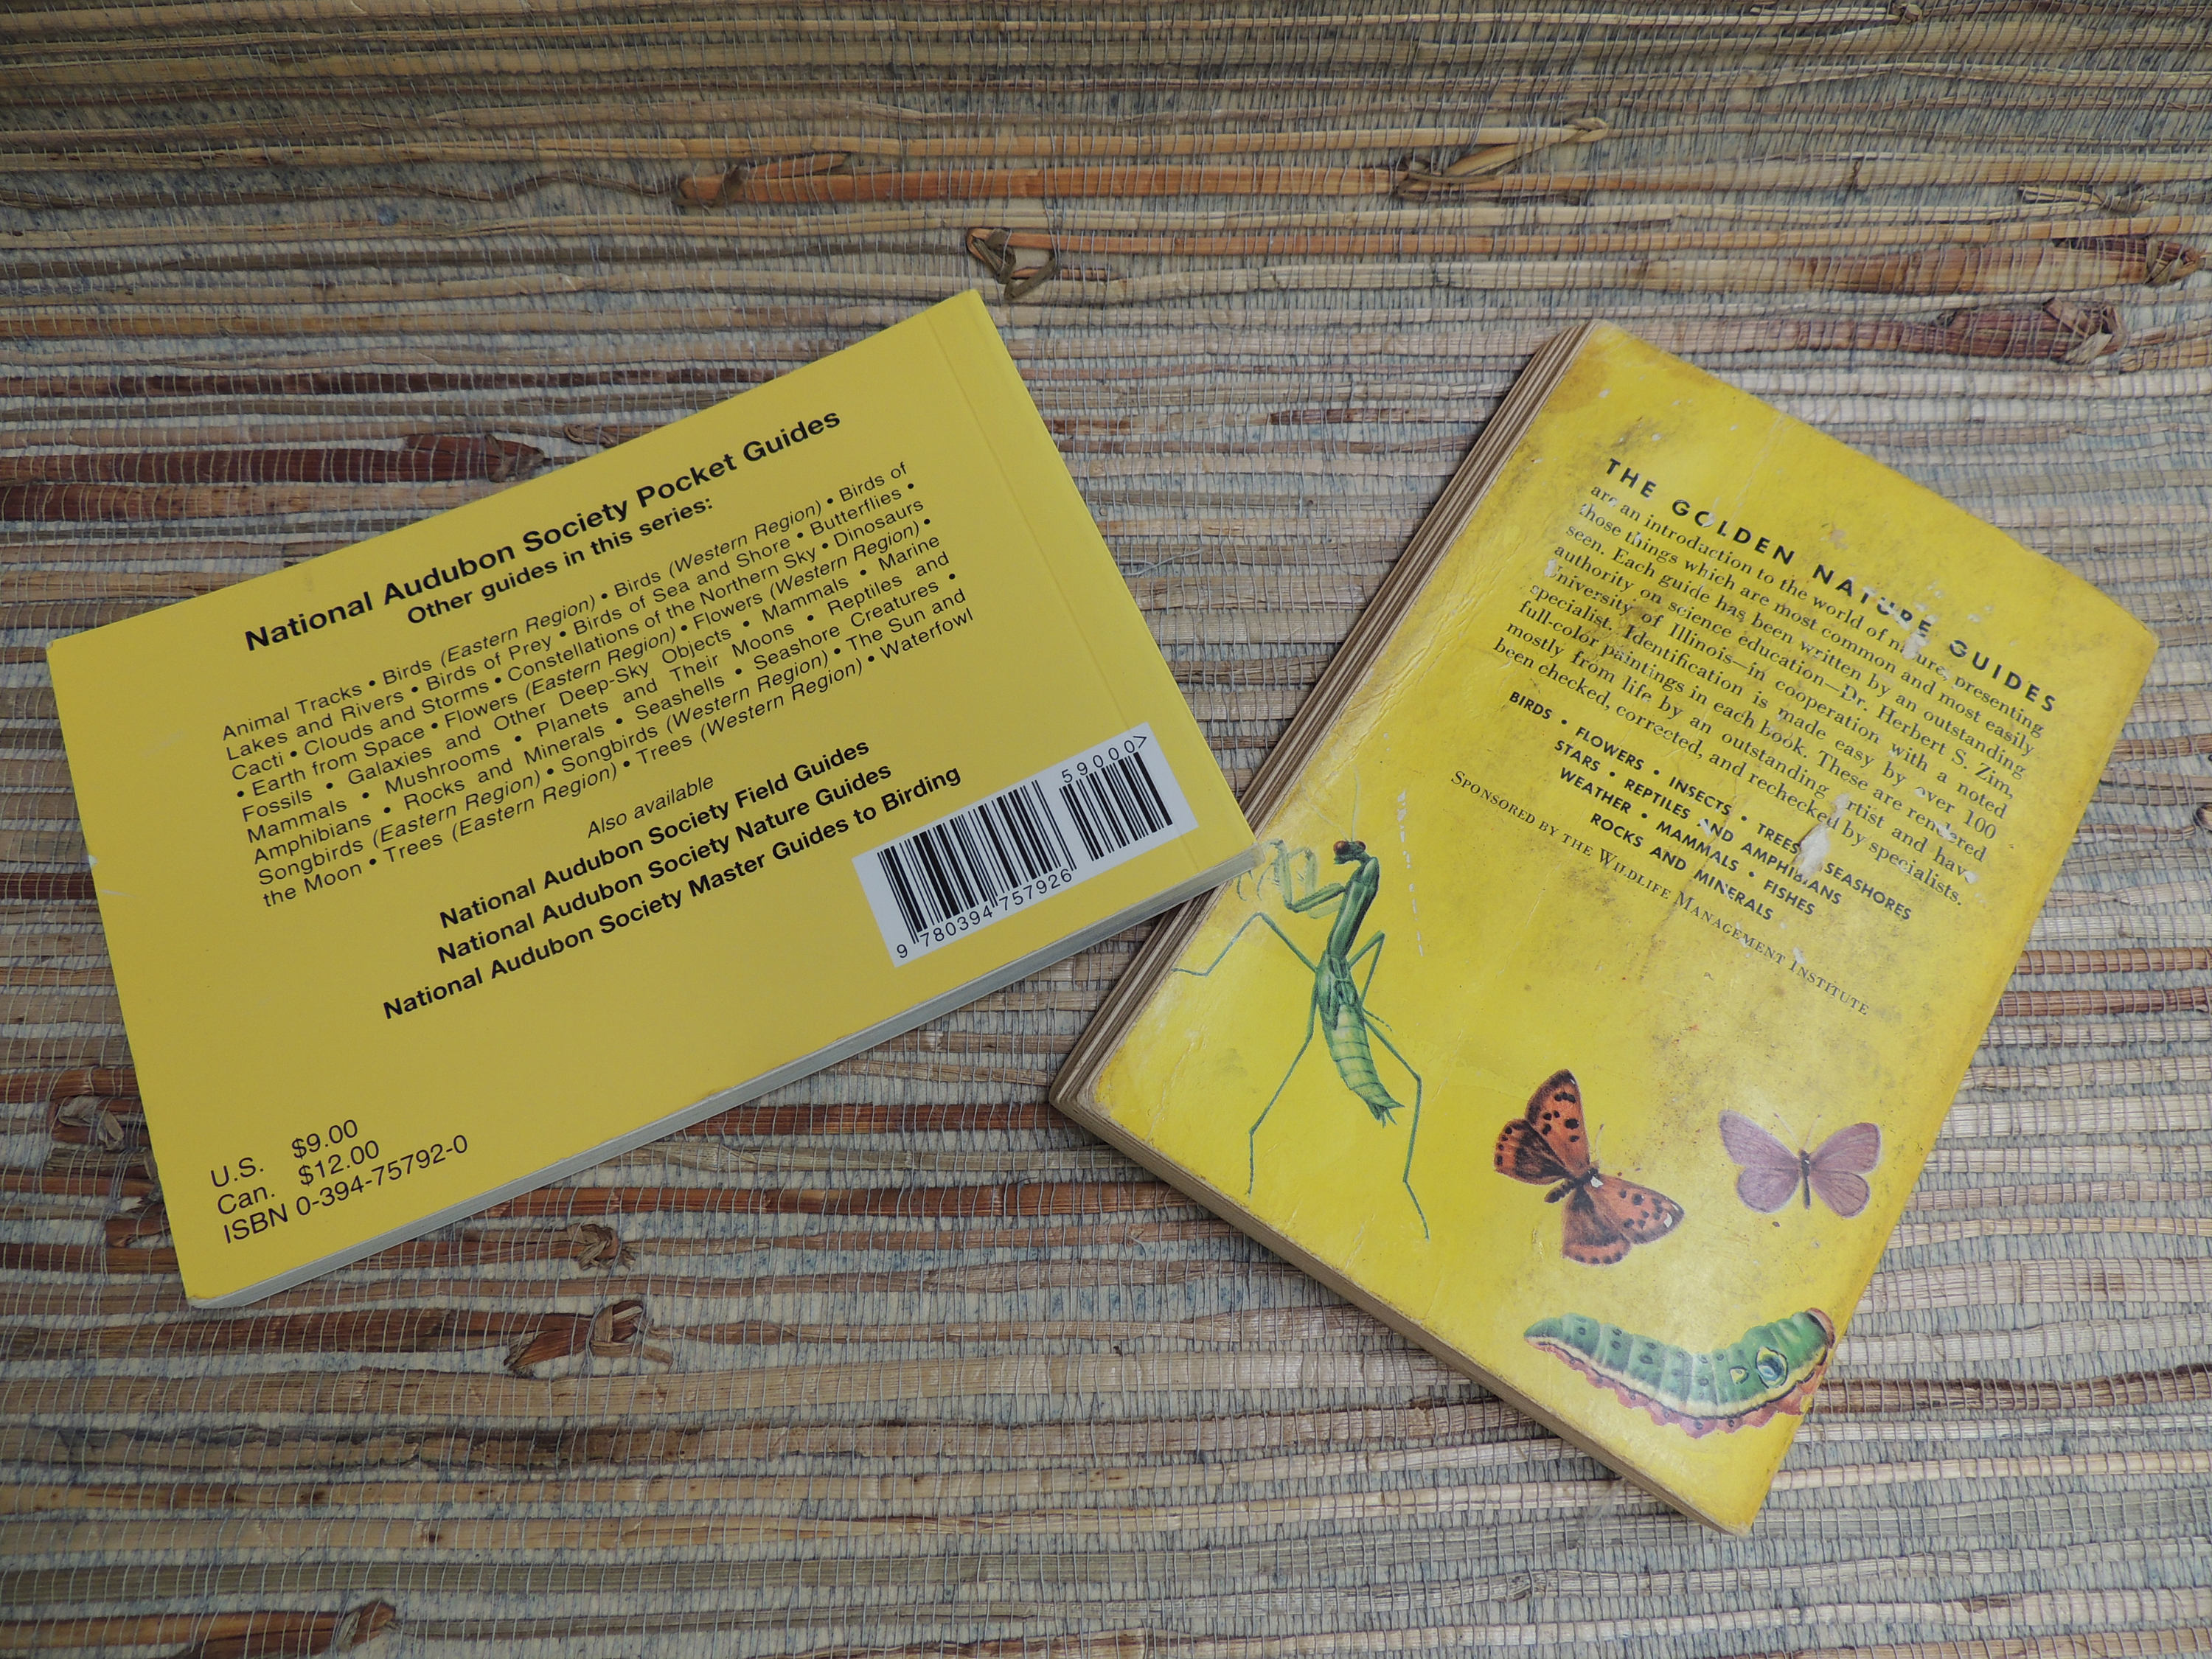 National Audubon Society Pocket Guides
Other guides in this series:
Animal Tracks • Birds (Eastern Region) • Birds (Western Region) • Birds of
Lakes and Rivers • Birds of Prey • Birds of Sea and Shore • Butterflies •
Cacti • Clouds and Storms • Constellations of the Northern Sky • Dinosaurs
• Earth from Space • Flowers (Eastern Region) • Flowers (Western Region) •
Fossils • Galaxies and Other Deep-Sky Objects • Mammals • Marine
Mammals • Mushrooms • Planets and Their Moons • Reptiles and
Amphibians • Rocks and Minerals • Seashells • Seashore Creatures •
Songbirds (Eastern Region) • Songbirds (Western Region) • The Sun and
the Moon • Trees (Eastern Region) • Trees (Western Region) • Waterfowl
Also available
National Audubon Society Field Guides
National Audubon Society Nature Guides
National Audubon Society Master Guides to Birding
59000>
9 780394 757926
U.S. $9.00
Can. $12.00
ISBN 0-394-75792-0
THE GOLDEN NATURE GUIDES
are an introduction to the world of nature, presenting
those things which are most common and most easily
seen. Each guide has been written by an outstanding
authority on science education—Dr. Herbert S. Zim,
University of Illinois—in cooperation with a noted
specialist. Identification is made easy by over 100
full-color paintings in each book. These are rendered
mostly from life by an outstanding artist and have
been checked, corrected, and rechecked by specialists.
BIRDS • FLOWERS • INSECTS • TREES • SEASHORES
STARS • REPTILES AND AMPHIBIANS
WEATHER • MAMMALS • FISHES
ROCKS AND MINERALS
SPONSORED BY THE WILDLIFE MANAGEMENT INSTITUTE